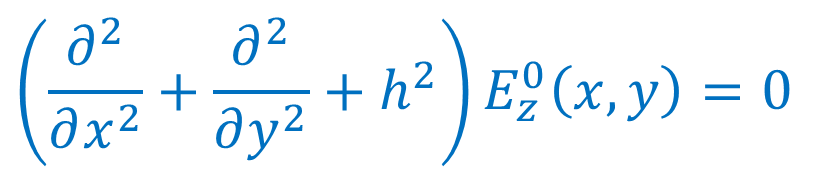 (∂²/∂x² + ∂²/∂y² + h²) E_z^0(x, y) = 0